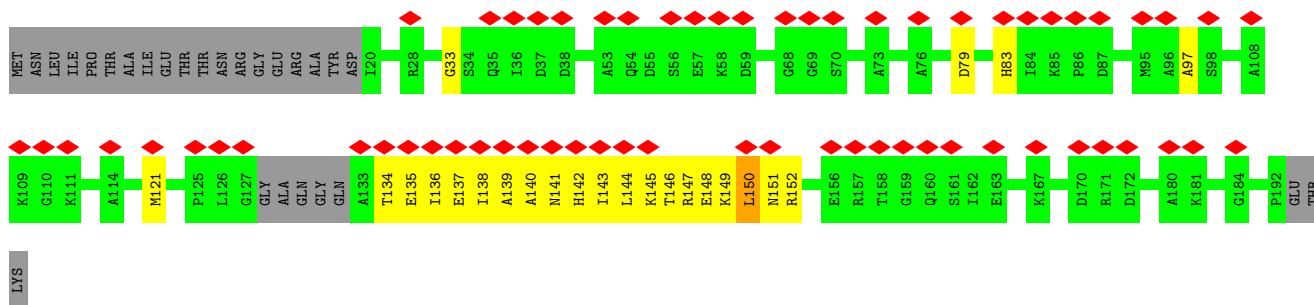 MET ASN LEU ILE PRO THR ALA ILE GLU THR THR ASN ARG GLY GLU ARG ALA TYR ASP I20 R28 G33 S34 Q35 I36 D37 D38 A53 Q54 D55 S56 E57 K58 D59 G68 G69 S70 A73 A76 D79 H83 I84 K85 P86 D87 M95 A96 A97 S98 A108
K109 G110 K111 A114 M121 P125 L126 G127 GLY ALA GLN GLY GLN A133 T134 E135 I136 E137 I138 A139 A140 N141 H142 I143 L144 K145 T146 R147 E148 K149 L150 N151 R152 E156 R157 T158 G159 Q160 S161 I162 E163 K167 D170 R171 D172 A180 K181 G184 P192 GLU THR
LYS